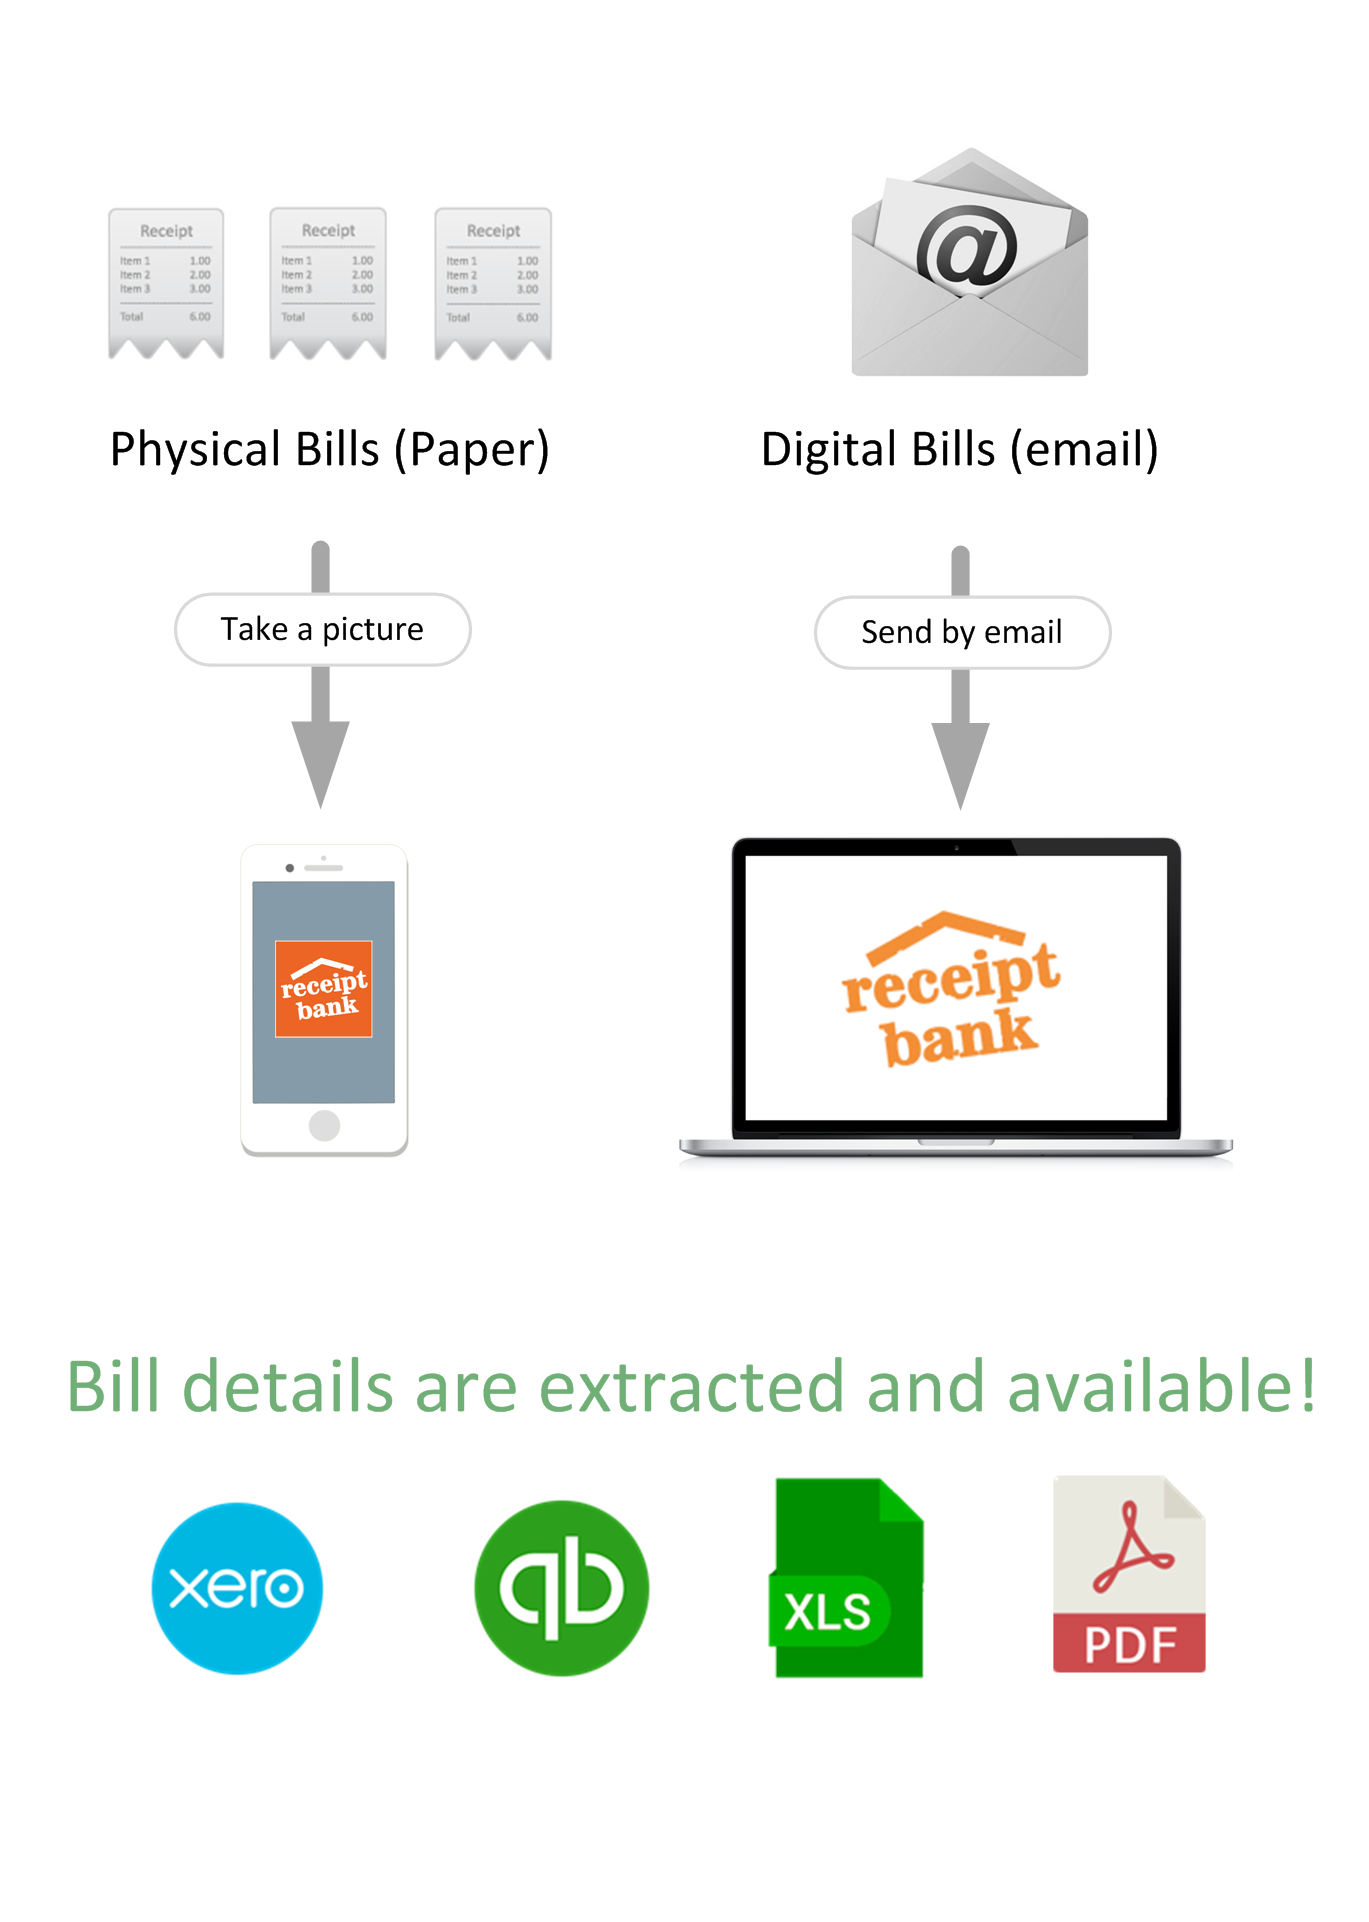 Receipt
Item 1 1.00
Item 2 2.00
Item 3 3.00
Total 6.00
Receipt
Item 1 1.00
Item 2 2.00
Item 3 3.00
Total 6.00
Receipt
Item 1 1.00
Item 2 2.00
Item 3 3.00
Total 6.00
@
Physical Bills (Paper)
Digital Bills (email)
Take a picture
Send by email
receipt
bank
receipt
bank
Bill details are extracted and available!
xero
qb
XLS
PDF